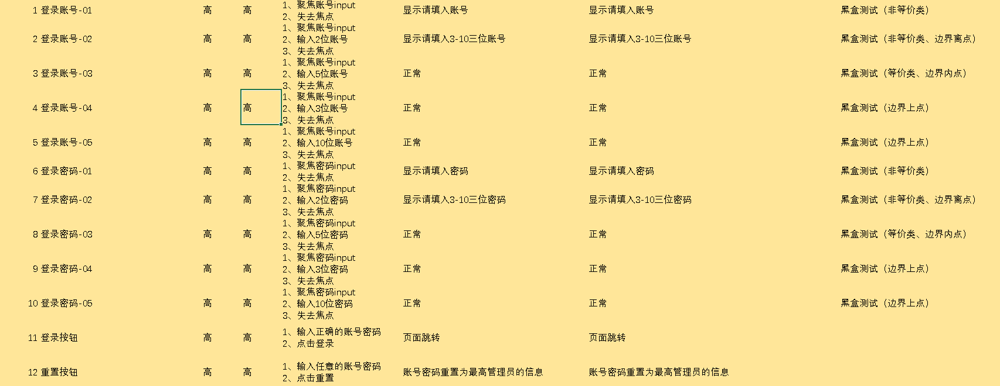 1 登录账号-01 高 高 1、聚焦账号input
2、失去焦点 显示请填入账号 显示请填入账号 黑盒测试（非等价类）
2 登录账号-02 高 高 1、聚焦账号input
2、输入2位账号
3、失去焦点 显示请填入3-10三位账号 显示请填入3-10三位账号 黑盒测试（非等价类、边界离点）
3 登录账号-03 高 高 1、聚焦账号input
2、输入5位账号
3、失去焦点 正常 正常 黑盒测试（等价类、边界内点）
4 登录账号-04 高 高 1、聚焦账号input
2、输入3位账号
3、失去焦点 正常 正常 黑盒测试（边界上点）
5 登录账号-05 高 高 1、聚焦账号input
2、输入10位账号
3、失去焦点 正常 正常 黑盒测试（边界上点）
6 登录密码-01 高 高 1、聚焦密码input
2、失去焦点 显示请填入密码 显示请填入密码 黑盒测试（非等价类）
7 登录密码-02 高 高 1、聚焦密码input
2、输入2位密码
3、失去焦点 显示请填入3-10三位密码 显示请填入3-10三位密码 黑盒测试（非等价类、边界离点）
8 登录密码-03 高 高 1、聚焦密码input
2、输入5位密码
3、失去焦点 正常 正常 黑盒测试（等价类、边界内点）
9 登录密码-04 高 高 1、聚焦密码input
2、输入3位密码
3、失去焦点 正常 正常 黑盒测试（边界上点）
10 登录密码-05 高 高 1、聚焦密码input
2、输入10位密码
3、失去焦点 正常 正常 黑盒测试（边界上点）
11 登录按钮 高 高 1、输入正确的账号密码
2、点击登录 页面跳转 页面跳转
12 重置按钮 高 高 1、输入任意的账号密码
2、点击重置 账号密码重置为最高管理员的信息 账号密码重置为最高管理员的信息